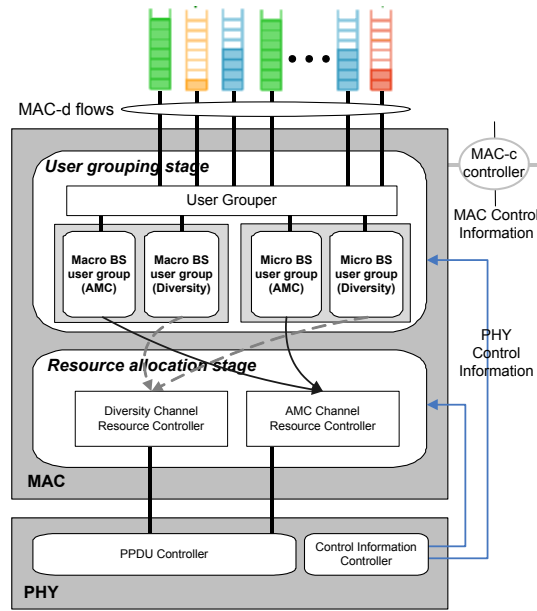 MAC-d flows
User grouping stage
User Grouper
Macro BS
user group
(AMC)
Macro BS
user group
(Diversity)
Micro BS
user group
(AMC)
Micro BS
user group
(Diversity)
MAC-c
controller
MAC Control
Information
PHY
Control
Information
Resource allocation stage
Diversity Channel
Resource Controller
AMC Channel
Resource Controller
MAC
PPDU Controller
Control Information
Controller
PHY